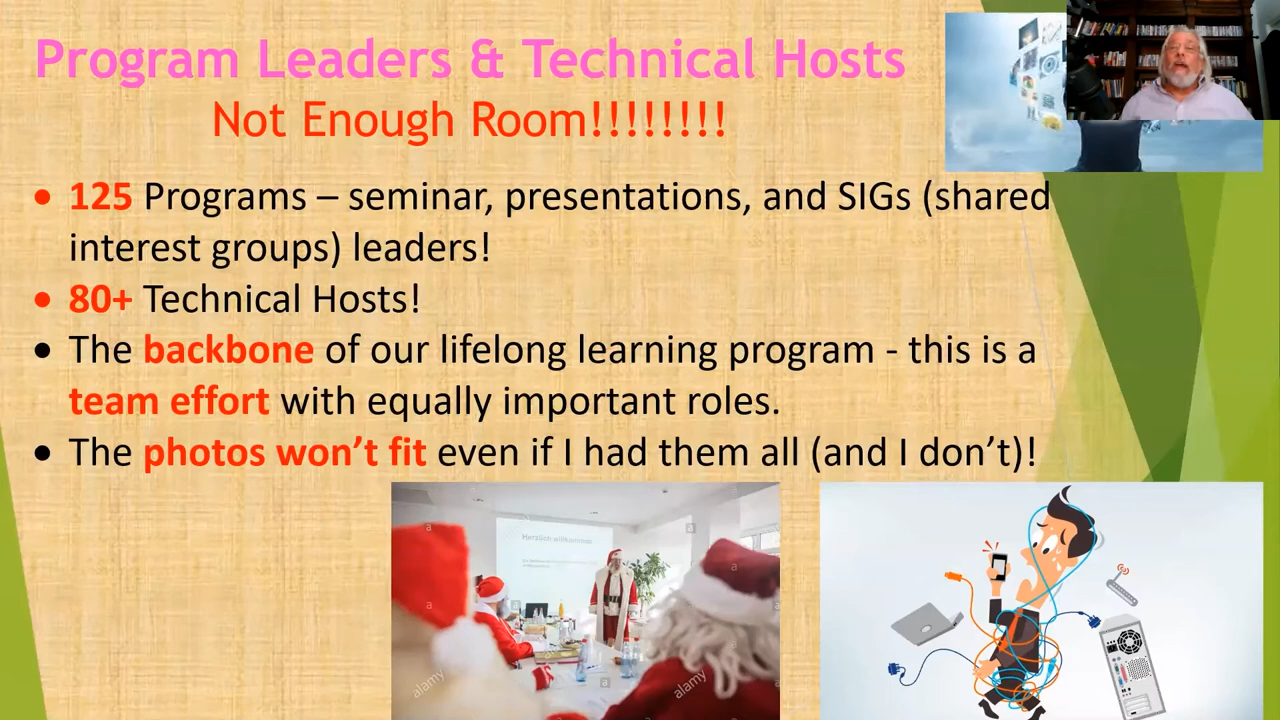 Program Leaders & Technical Hosts
Not Enough Room!!!!!!!!
• 125 Programs – seminar, presentations, and SIGs (shared
interest groups) leaders!
• 80+ Technical Hosts!
• The backbone of our lifelong learning program - this is a
team effort with equally important roles.
• The photos won’t fit even if I had them all (and I don’t)!
Herzlich willkommen
a
a
a
a
a
alamy
alamy